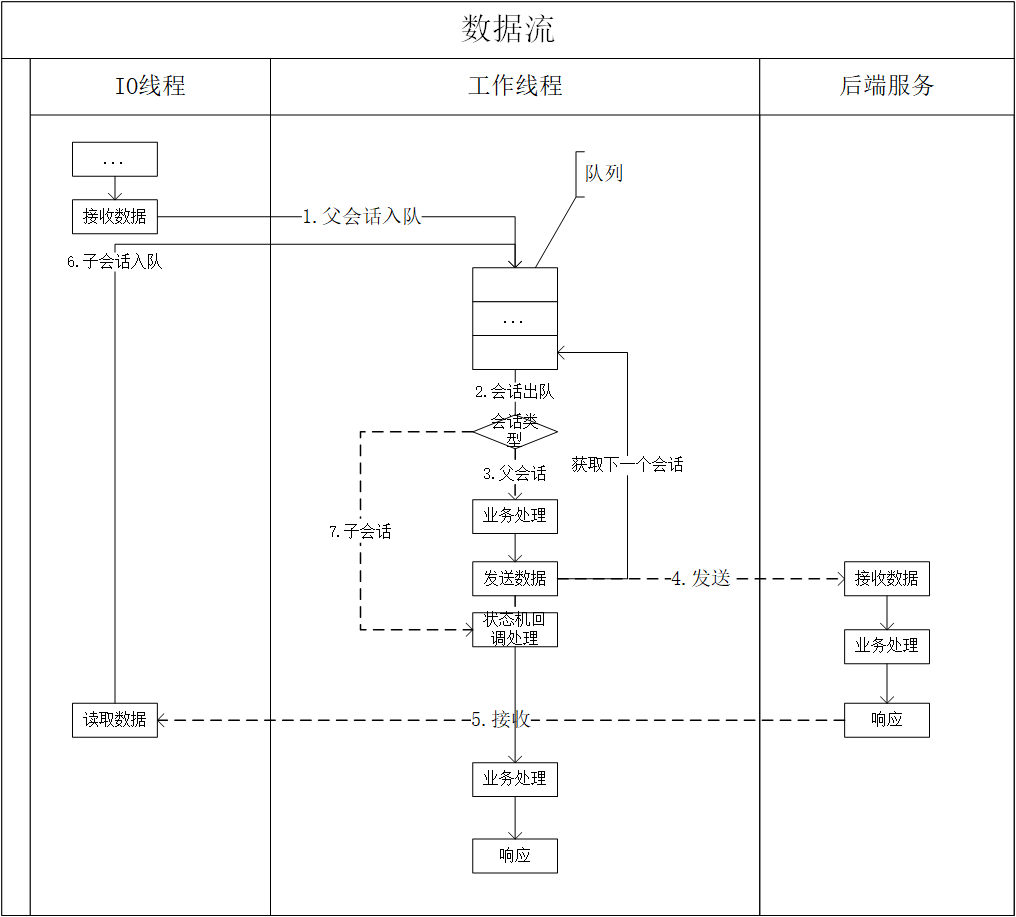 数据流
IO线程
工作线程
后端服务
...
接收数据
1.父会话入队
队列
6.子会话入队
...
2.会话出队
会话类
型
3.父会话
获取下一个会话
业务处理
7.子会话
发送数据
4.发送
接收数据
状态机回
调处理
业务处理
读取数据
5.接收
响应
业务处理
响应